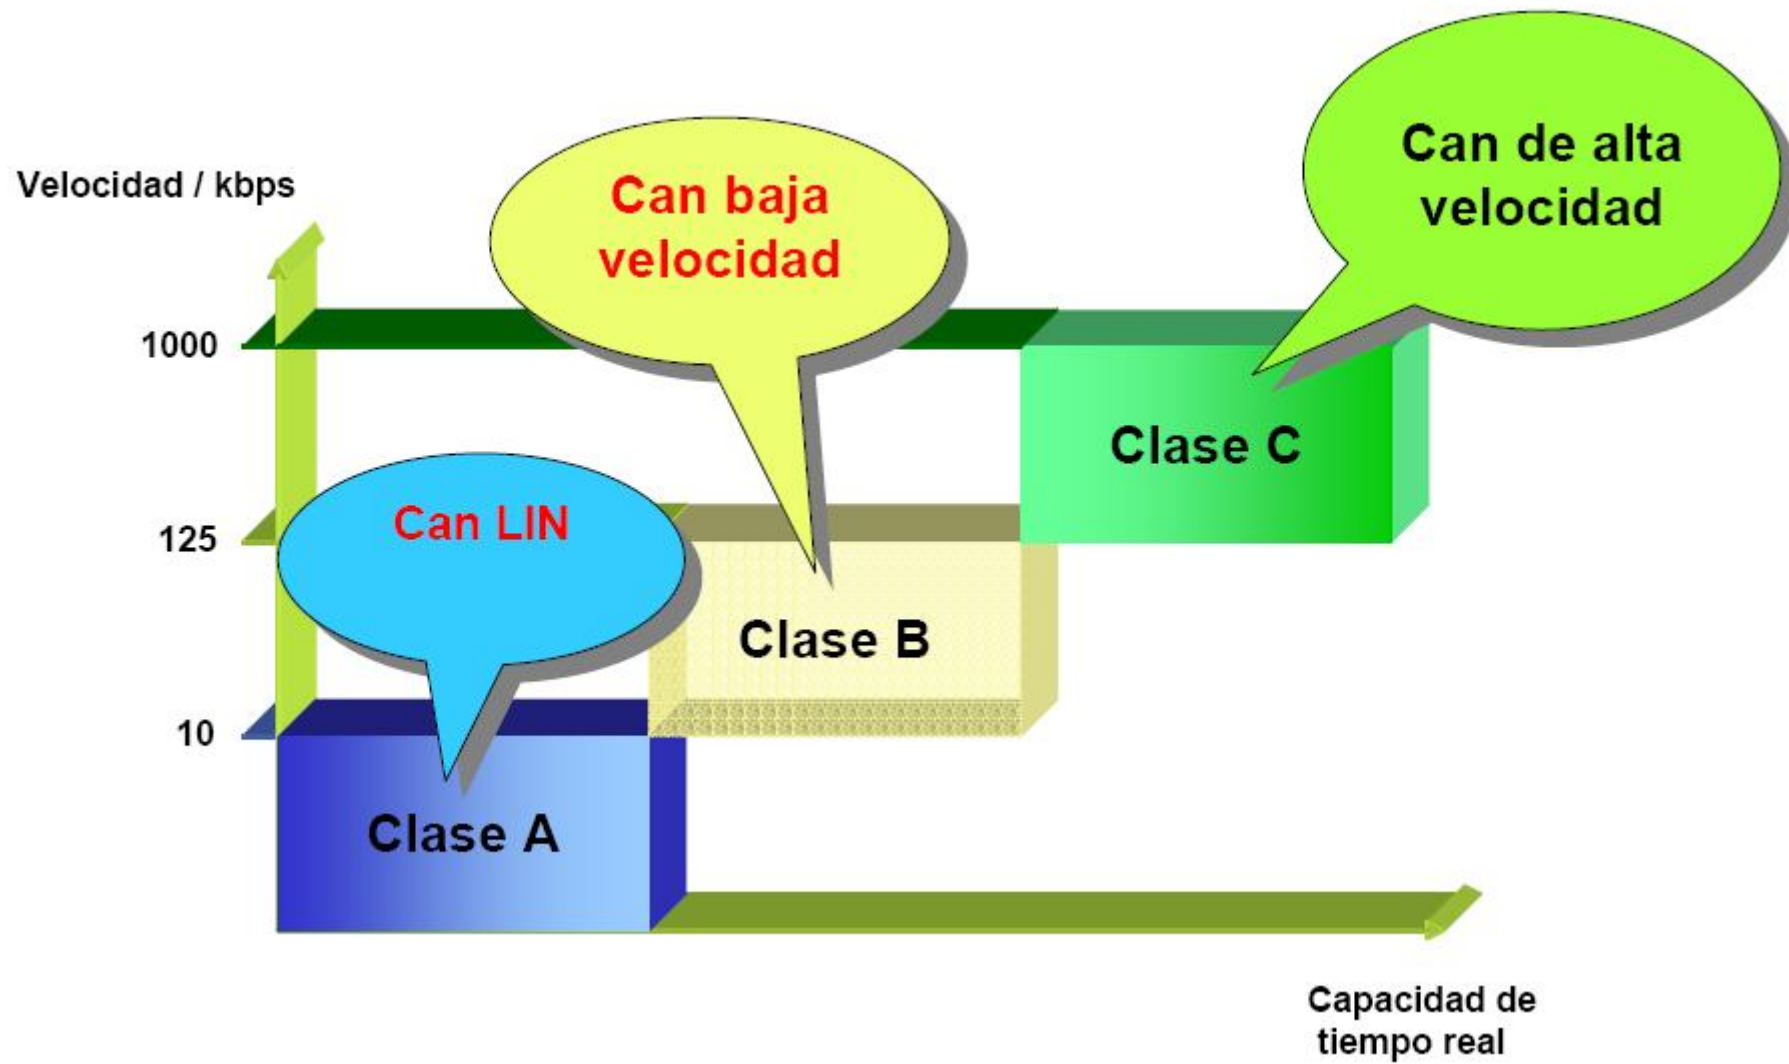 Velocidad / kbps
Can baja
velocidad
Can de alta
velocidad
1000
Clase C
Can LIN
125
Clase B
10
Clase A
Capacidad de
tiempo real